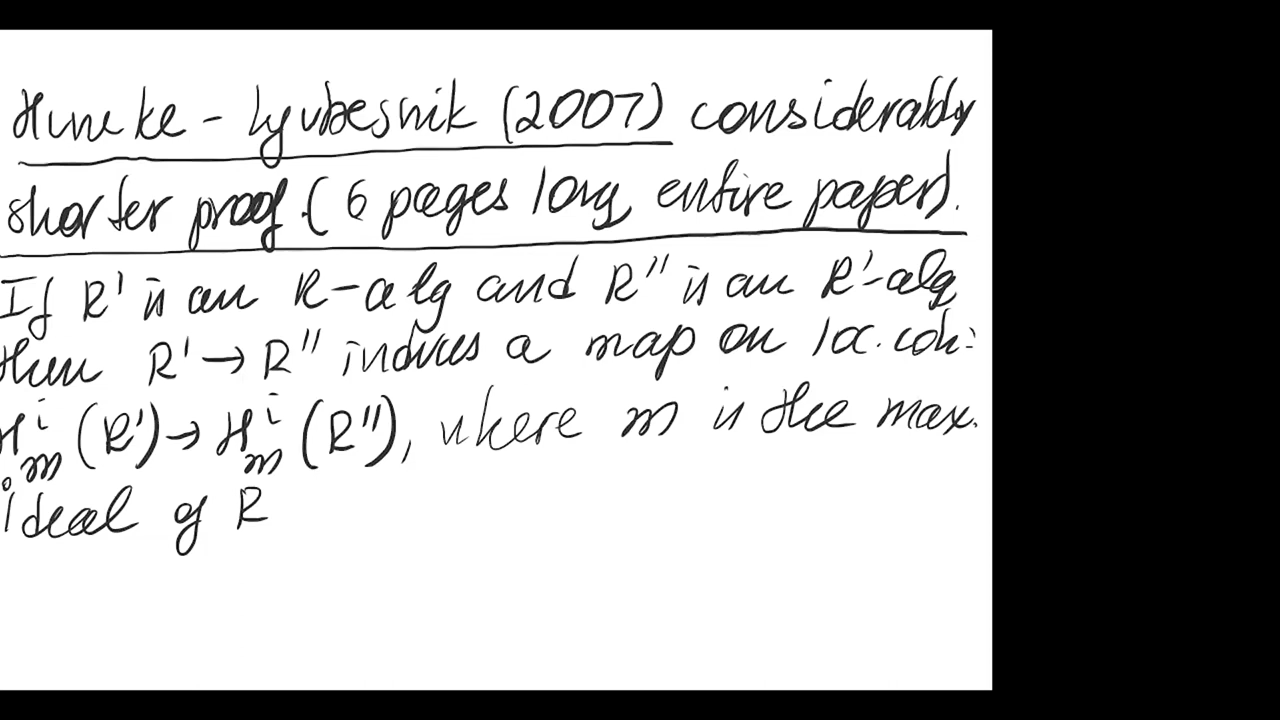 Huneke - Lyubesnik (2007) considerably
shorter proof. (6 pages long, entire paper).
If R' is an R-alg and R'' is an R'-alg
then R' → R'' induces a map on loc. coh:
H^i_m (R') → H^i_m (R''), where m is the max.
ideal of R